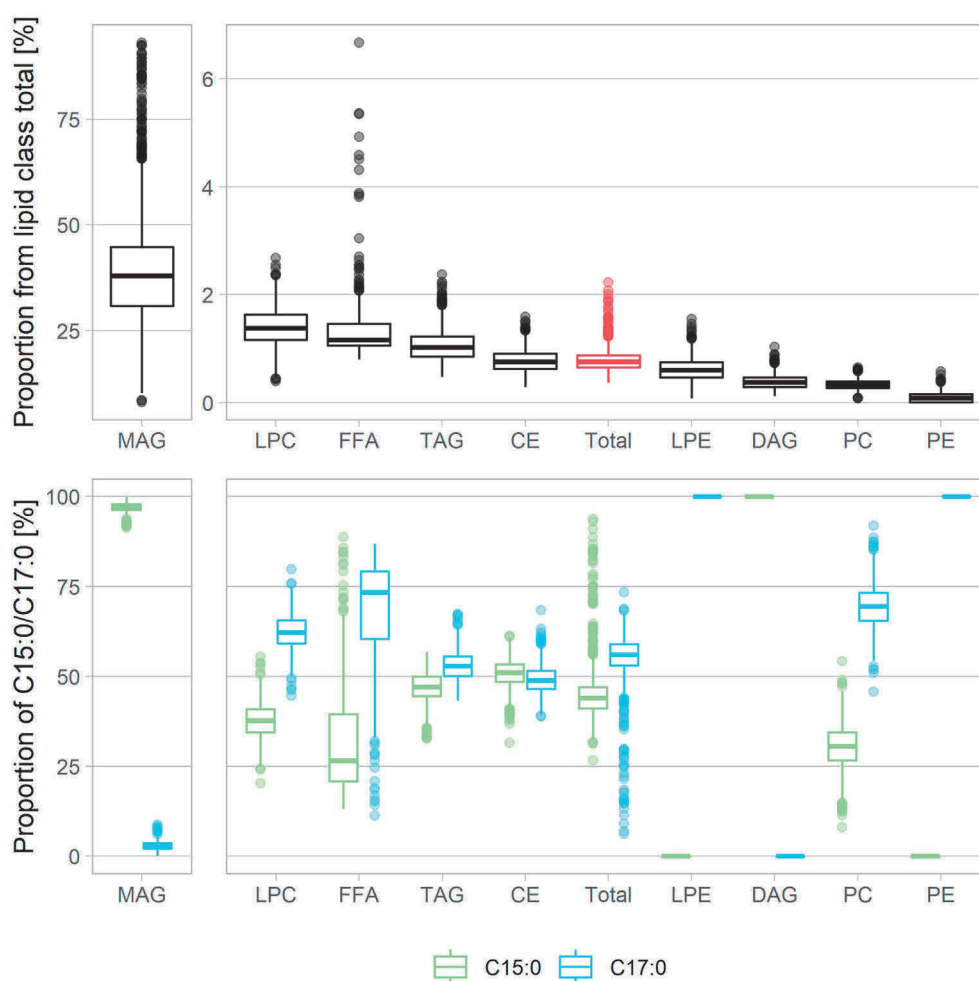 Proportion from lipid class total [%]
75
50
25
6
4
2
0
MAG
LPC FFA TAG CE Total LPE DAG PC PE
Proportion of C15:0/C17:0 [%]
100
75
50
25
0
MAG
LPC FFA TAG CE Total LPE DAG PC PE
C15:0 C17:0